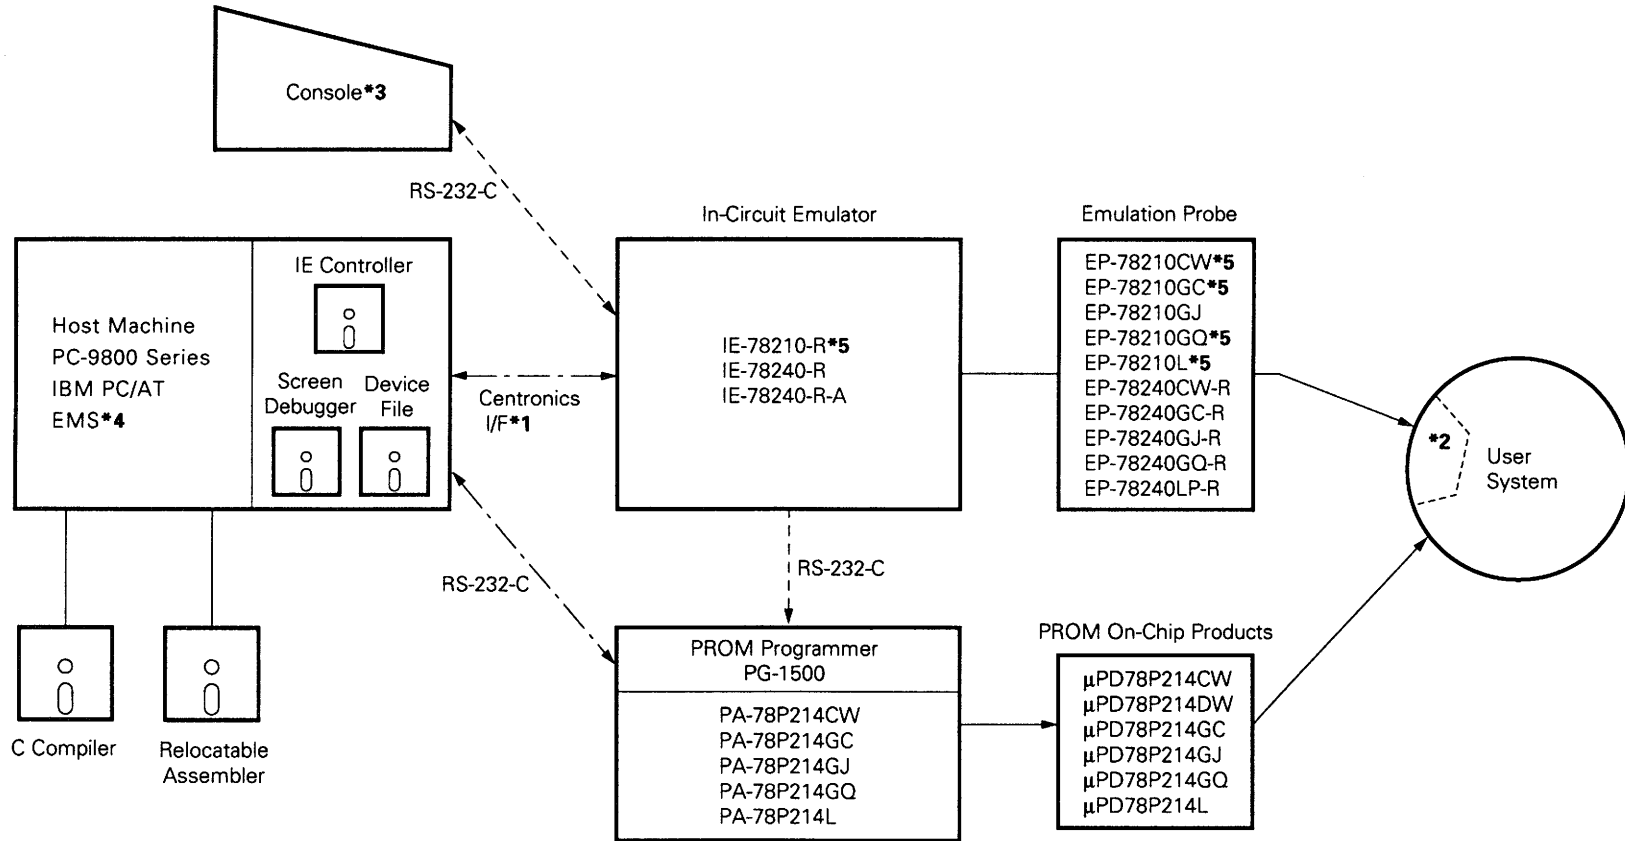 Console*3
RS-232-C
In-Circuit Emulator
Emulation Probe
Host Machine
PC-9800 Series
IBM PC/AT
EMS*4
IE Controller
Screen
Debugger
Device
File
Centronics
I/F*1
IE-78210-R*5
IE-78240-R
IE-78240-R-A
EP-78210CW*5
EP-78210GC*5
EP-78210GJ
EP-78210GQ*5
EP-78210L*5
EP-78240CW-R
EP-78240GC-R
EP-78240GJ-R
EP-78240GQ-R
EP-78240LP-R
*2
User
System
RS-232-C
RS-232-C
C Compiler
Relocatable
Assembler
PROM Programmer
PG-1500
PA-78P214CW
PA-78P214GC
PA-78P214GJ
PA-78P214GQ
PA-78P214L
PROM On-Chip Products
μPD78P214CW
μPD78P214DW
μPD78P214GC
μPD78P214GJ
μPD78P214GQ
μPD78P214L